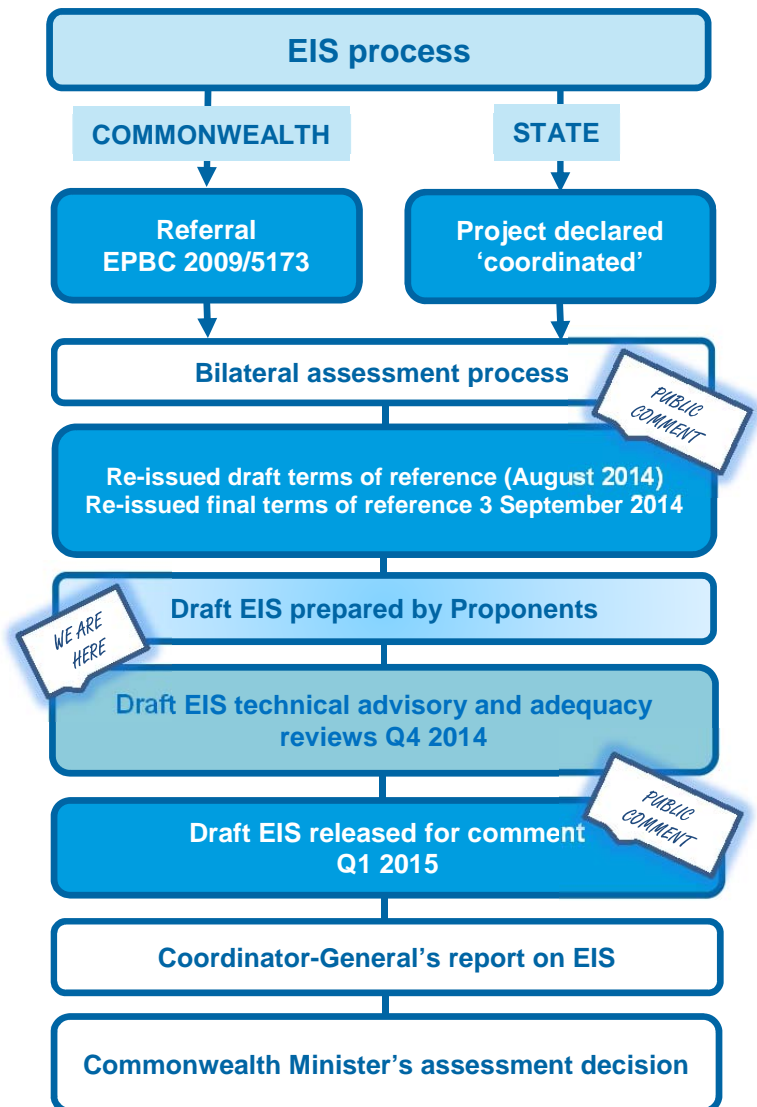 EIS process
COMMONWEALTH
STATE
Referral
EPBC 2009/5173
Project declared
‘coordinated’
Bilateral assessment process
PUBLIC
COMMENT
Re-issued draft terms of reference (August 2014)
Re-issued final terms of reference 3 September 2014
Draft EIS prepared by Proponents
WE ARE
HERE
Draft EIS technical advisory and adequacy
reviews Q4 2014
PUBLIC
COMMENT
Draft EIS released for comment
Q1 2015
Coordinator-General’s report on EIS
Commonwealth Minister’s assessment decision